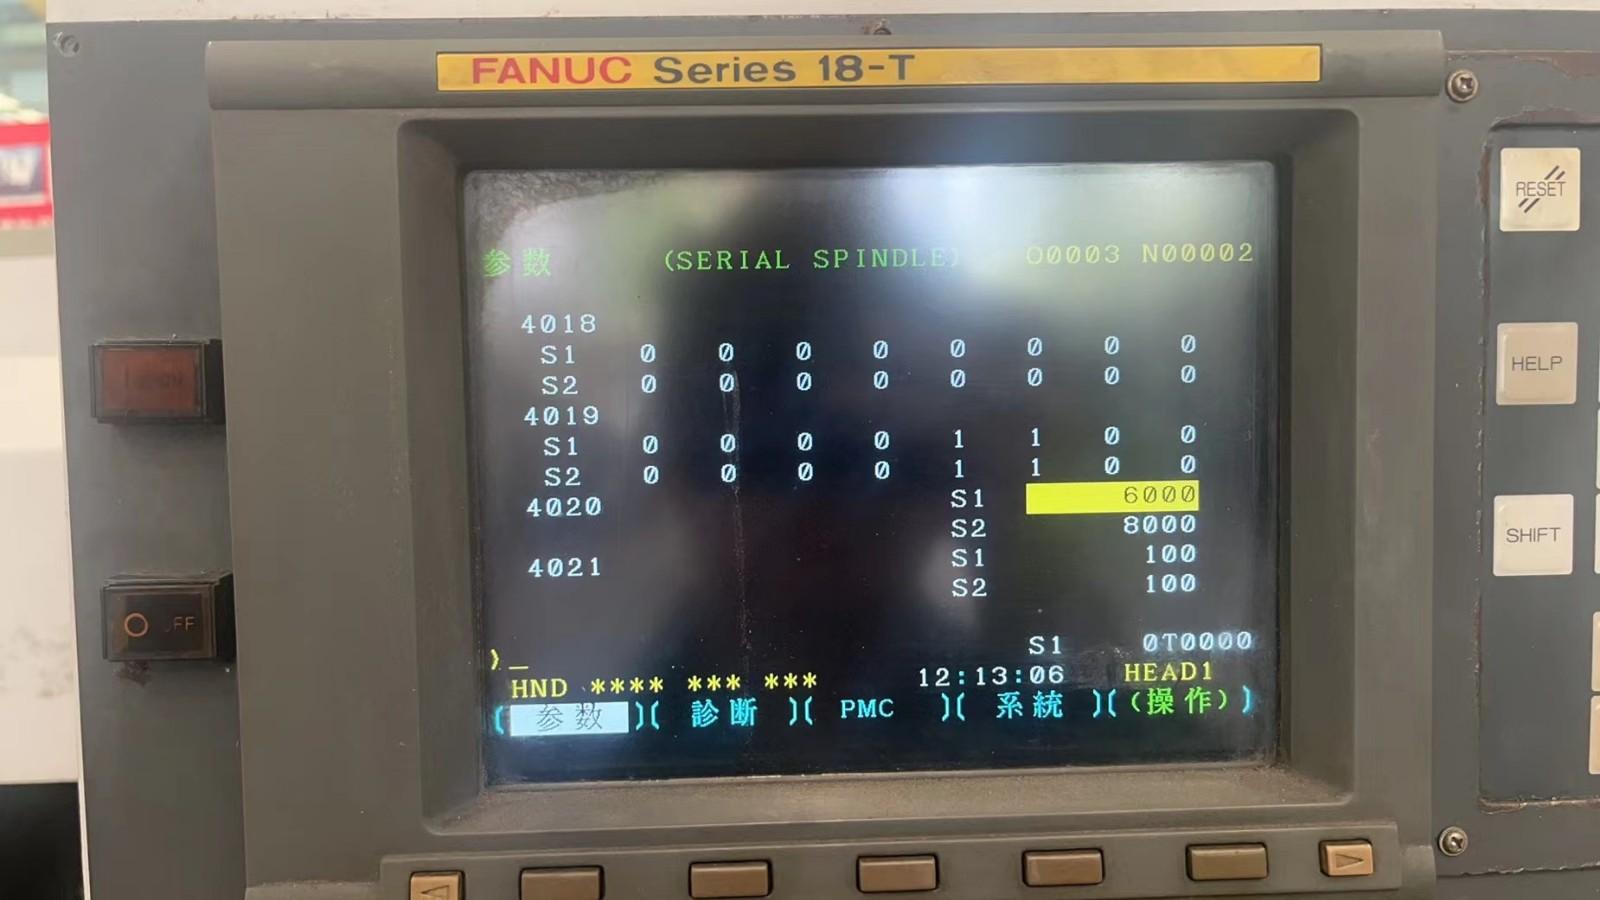 FANUC Series 18-T
参数 (SERIAL SPINDLE) O0003 N00002
4018
S1 0 0 0 0 0 0 0 0
S2 0 0 0 0 0 0 0 0
4019
S1 0 0 0 0 1 1 0 0
S2 0 0 0 0 1 1 0 0
4020 S1 6000
S2 8000
4021 S1 100
S2 100
S1 0T0000
>_
HND **** *** *** 12:13:06 HEAD1
[ 参数 ][ 診断 ][ PMC ][ 系統 ][ (操作) ]
RESET
HELP
SHIFT